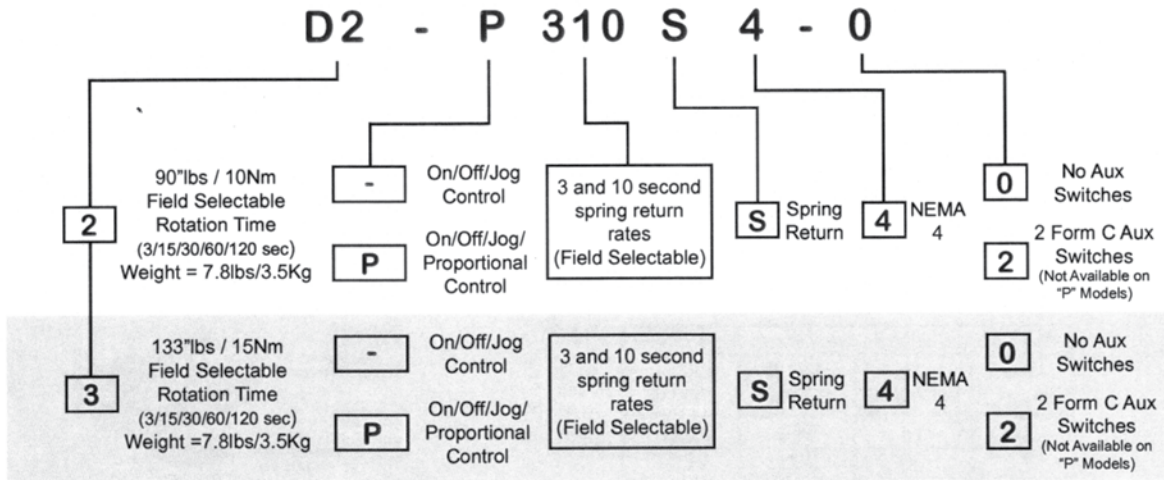 D2 - P 310 S 4 - 0
2
90"lbs / 10Nm
Field Selectable
Rotation Time
(3/15/30/60/120 sec)
Weight = 7.8lbs/3.5Kg
-
On/Off/Jog
Control
P
On/Off/Jog/
Proportional
Control
3 and 10 second
spring return
rates
(Field Selectable)
S
Spring
Return
4
NEMA
4
0
No Aux
Switches
2
2 Form C Aux
Switches
(Not Available on
"P" Models)
3
133"lbs / 15Nm
Field Selectable
Rotation Time
(3/15/30/60/120 sec)
Weight =7.8lbs/3.5Kg
-
On/Off/Jog
Control
P
On/Off/Jog/
Proportional
Control
3 and 10 second
spring return
rates
(Field Selectable)
S
Spring
Return
4
NEMA
4
0
No Aux
Switches
2
2 Form C Aux
Switches
(Not Available on
"P" Models)